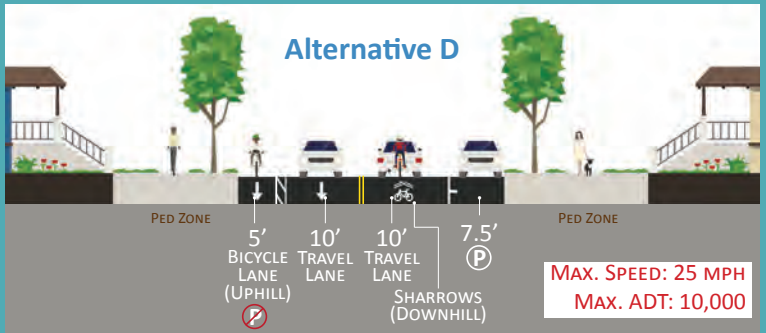 Alternative D
PED ZONE
PED ZONE
5'
BICYCLE
LANE
(UPHILL)
P
10'
TRAVEL
LANE
10'
TRAVEL
LANE
SHARROWS
(DOWNHILL)
7.5'
P
MAX. SPEED: 25 MPH
MAX. ADT: 10,000